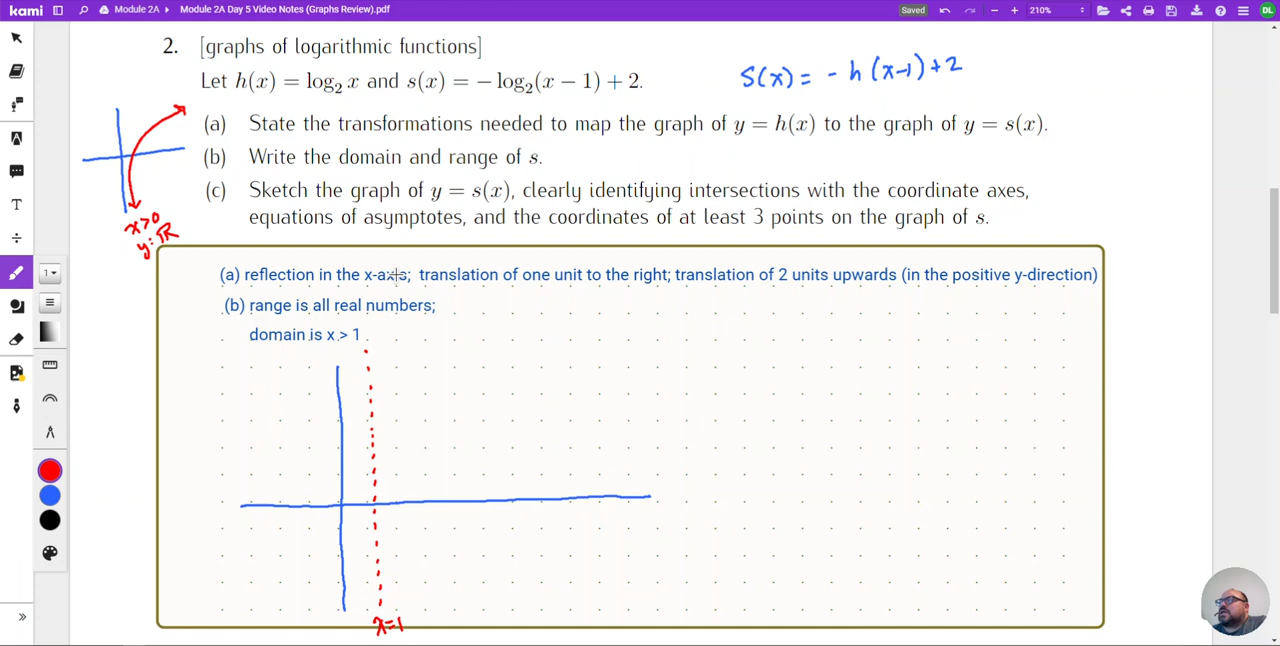 kami Module 2A Module 2A Day 5 Video Notes (Graphs Review).pdf Saved 210% DL
2. [graphs of logarithmic functions]
Let h(x) = log₂ x and s(x) = − log₂(x − 1) + 2.
S(x) = - h (x-1) + 2
(a) State the transformations needed to map the graph of y = h(x) to the graph of y = s(x).
(b) Write the domain and range of s.
(c) Sketch the graph of y = s(x), clearly identifying intersections with the coordinate axes,
equations of asymptotes, and the coordinates of at least 3 points on the graph of s.
x>0
y: ℝ
(a) reflection in the x-axis; translation of one unit to the right; translation of 2 units upwards (in the positive y-direction)
(b) range is all real numbers;
domain is x > 1
x=1